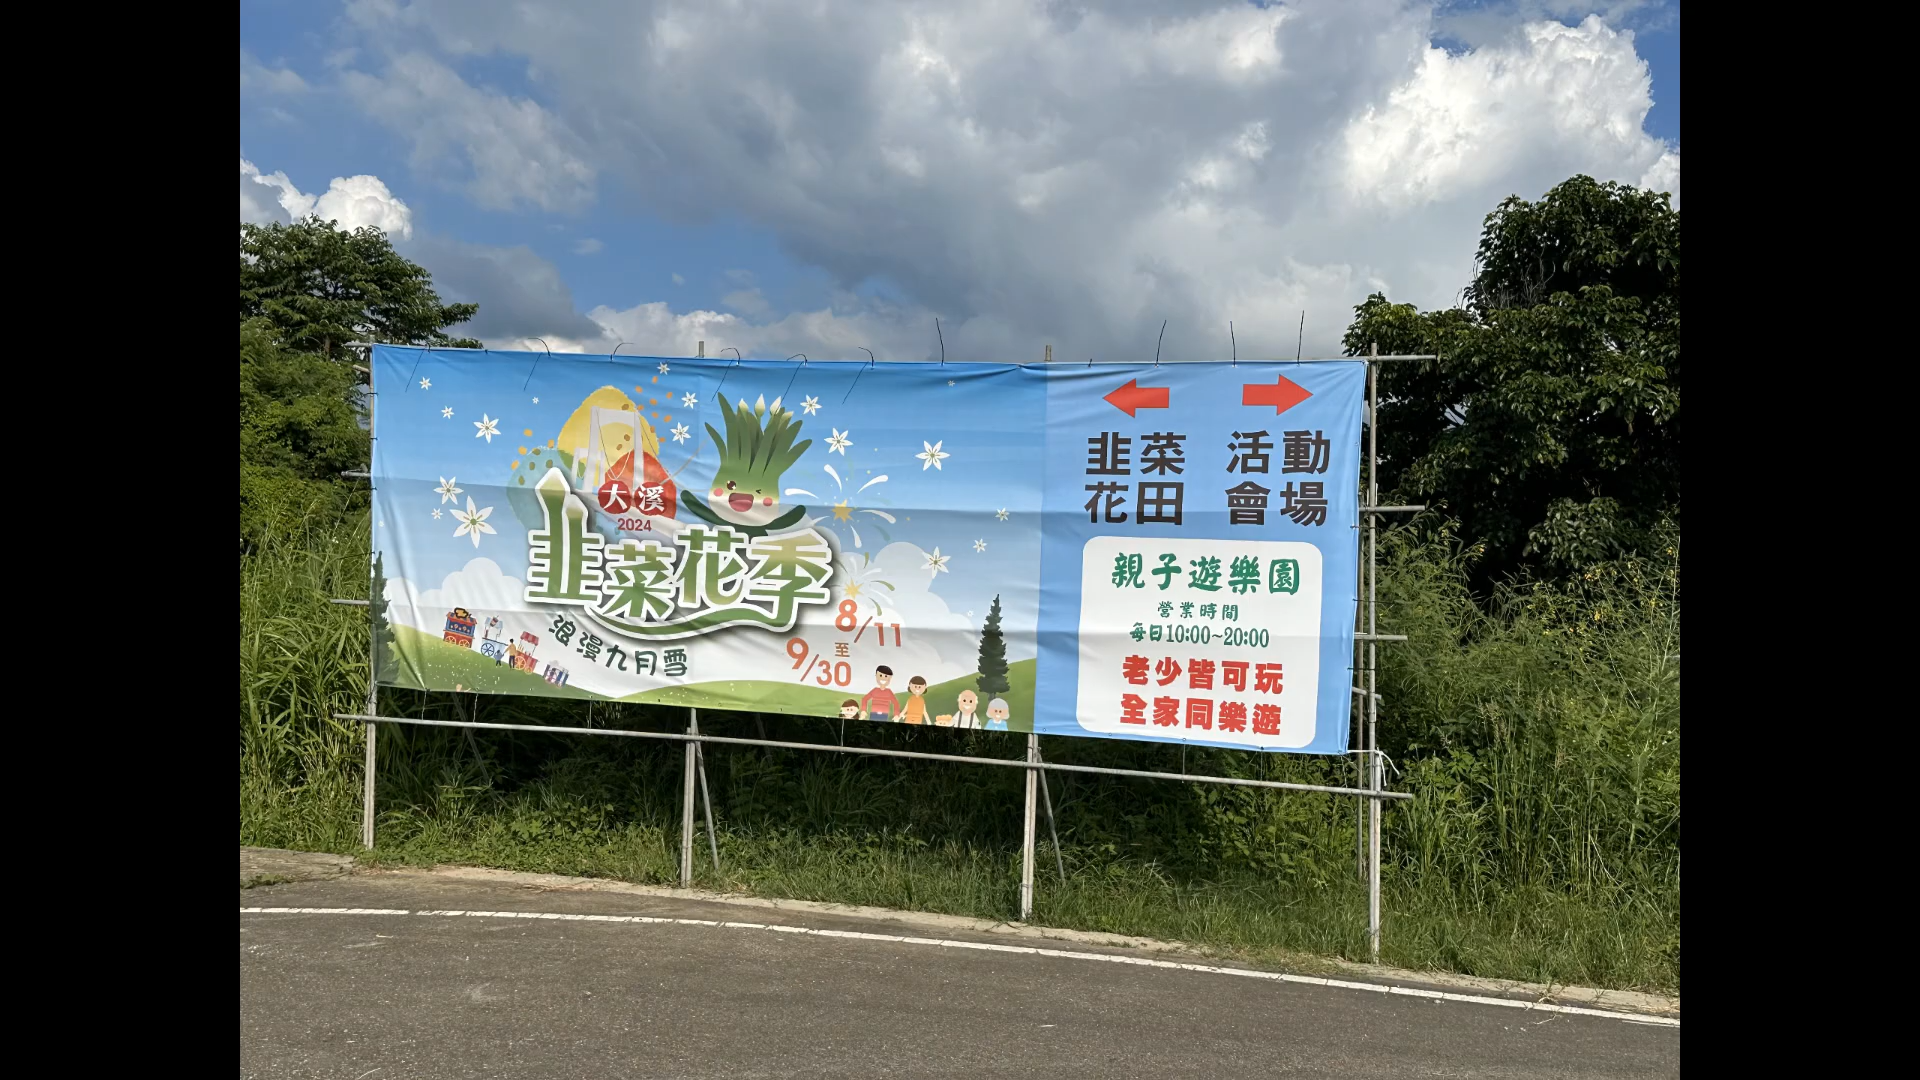 大溪
2024
韭菜花季
浪漫九月雪
8/11
至
9/30
韭菜 活動
花田 會場
親子遊樂園
營業時間
每日10:00~20:00
老少皆可玩
全家同樂遊